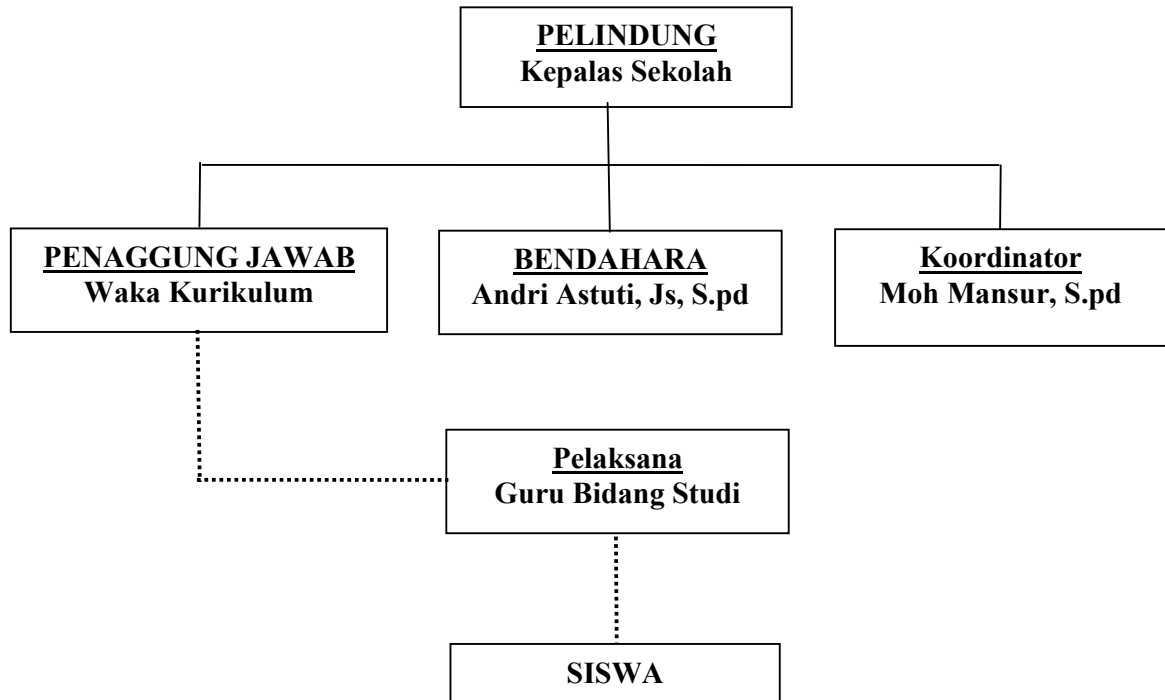 PELINDUNG
Kepalas Sekolah
PENAGGUNG JAWAB
Waka Kurikulum
BENDAHARA
Andri Astuti, Js, S.pd
Koordinator
Moh Mansur, S.pd
Pelaksana
Guru Bidang Studi
SISWA